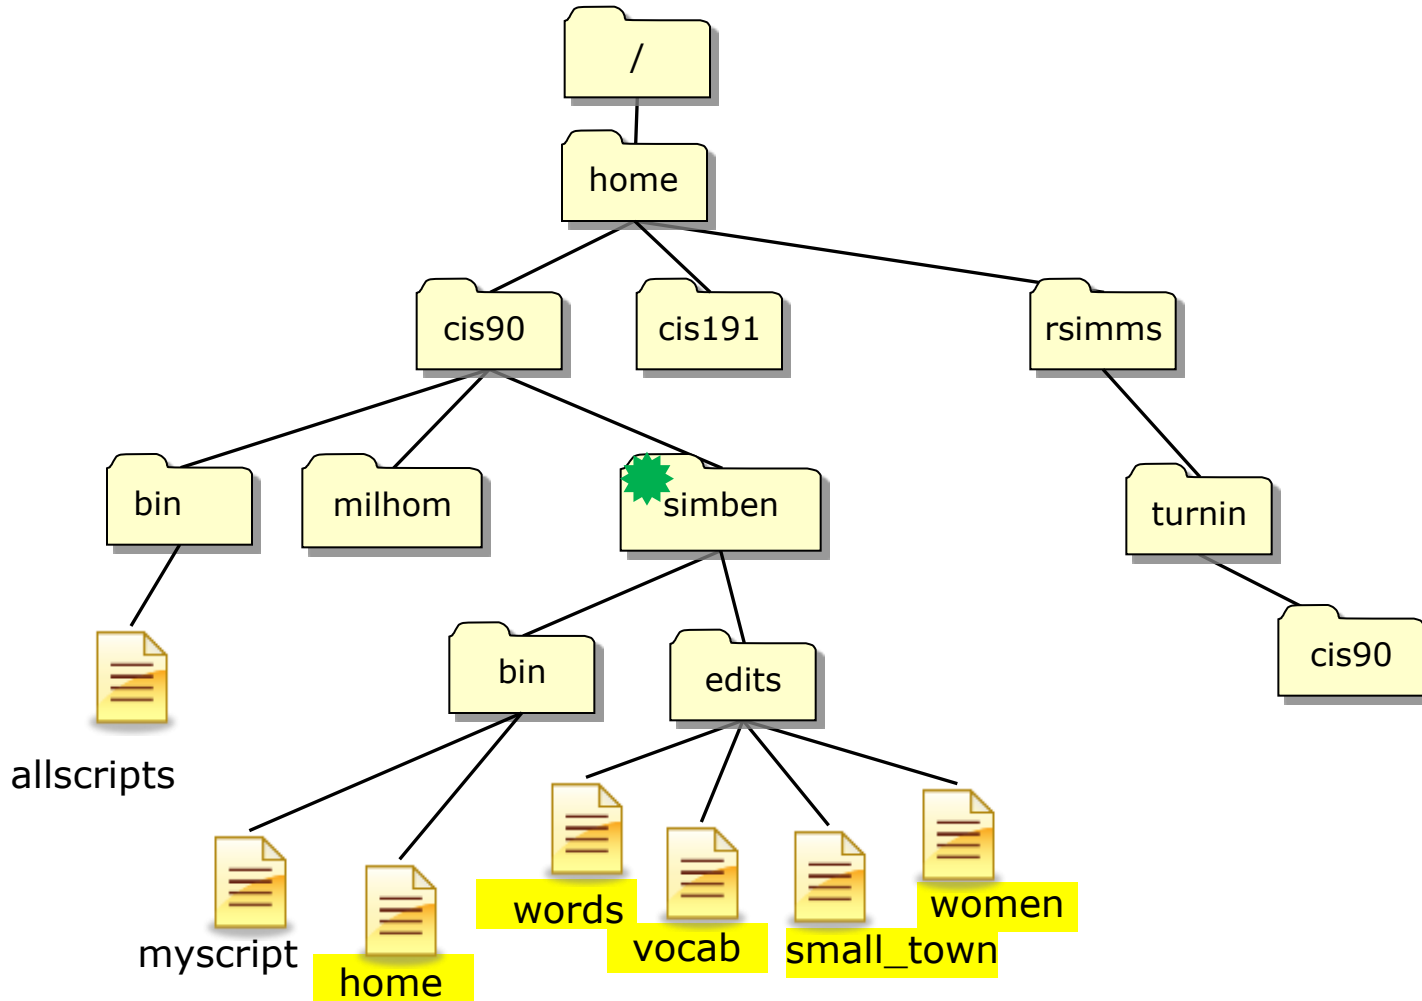 /
home
cis90
cis191
rsimms
bin
milhom
simben
turnin
bin
edits
cis90
allscripts
myscript
home
words
vocab
small_town
women